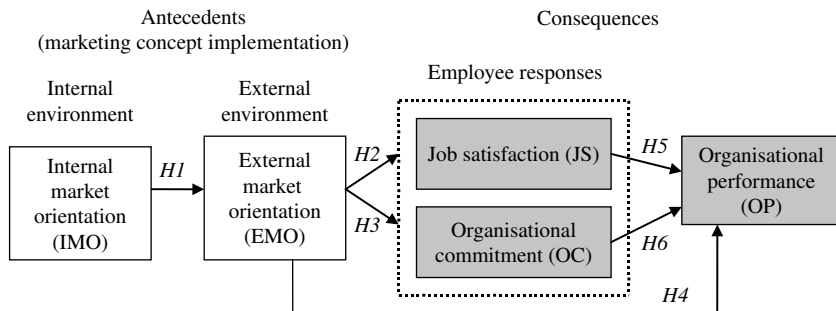 Antecedents
(marketing concept implementation)
Consequences
Internal
environment
External
environment
Employee responses
Internal
market
orientation
(IMO)
H1
External
market
orientation
(EMO)
H2
H3
Job satisfaction (JS)
Organisational
commitment (OC)
H5
H6
Organisational
performance
(OP)
H4